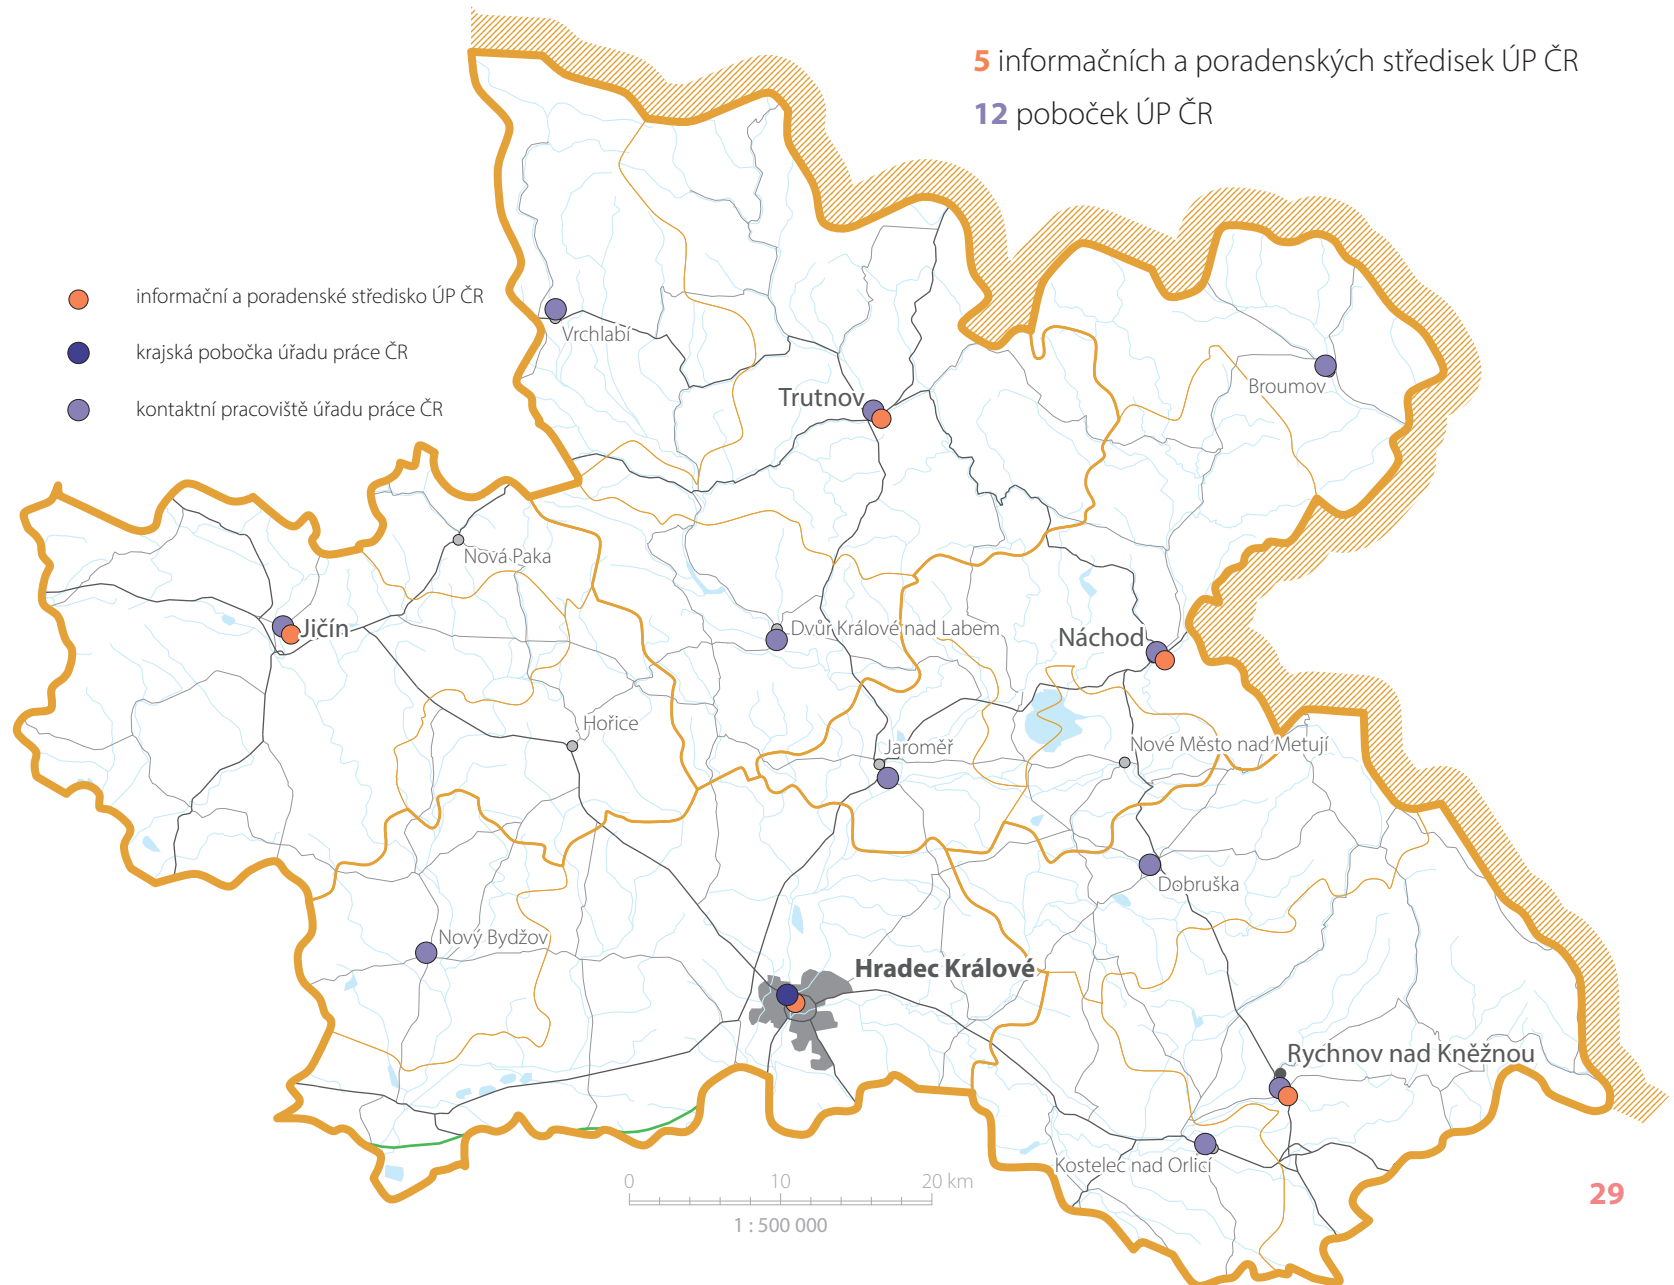 5 informačních a poradenských středisek ÚP ČR
12 poboček ÚP ČR
informační a poradenské středisko ÚP ČR
krajská pobočka úřadu práce ČR
kontaktní pracoviště úřadu práce ČR
Vrchlabí
Broumov
Trutnov
Nová Paka
Jičín
Dvůr Králové nad Labem
Náchod
Hořice
Jaroměř
Nové Město nad Metují
Dobruška
Nový Bydžov
Hradec Králové
Rychnov nad Kněžnou
Kostelec nad Orlicí
0 10 20 km
1 : 500 000
29